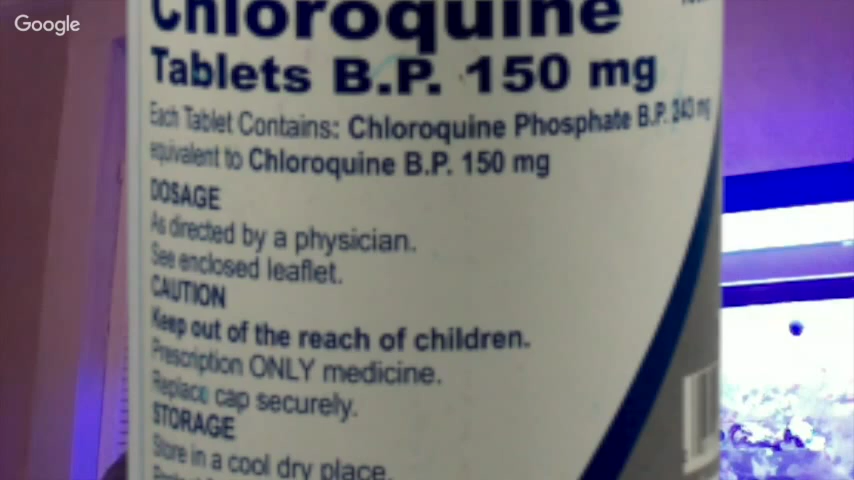 Google
Chloroquine
Tablets B.P. 150 mg
Each Tablet Contains: Chloroquine Phosphate B.P. 240 mg
equivalent to Chloroquine B.P. 150 mg
DOSAGE
As directed by a physician.
See enclosed leaflet.
CAUTION
Keep out of the reach of children.
Prescription ONLY medicine.
Replace cap securely.
STORAGE
Store in a cool dry place.